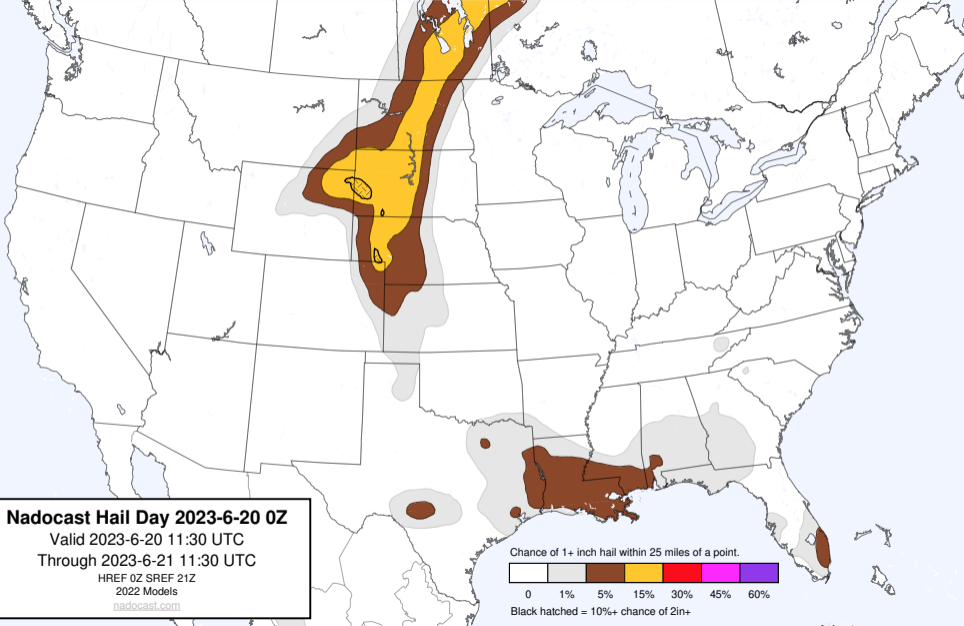 Nadocast Hail Day 2023-6-20 0Z
Valid 2023-6-20 11:30 UTC
Through 2023-6-21 11:30 UTC
HREF 0Z SREF 21Z
2022 Models
nadocast.com
Chance of 1+ inch hail within 25 miles of a point.
0 1% 5% 15% 30% 45% 60%
Black hatched = 10%+ chance of 2in+